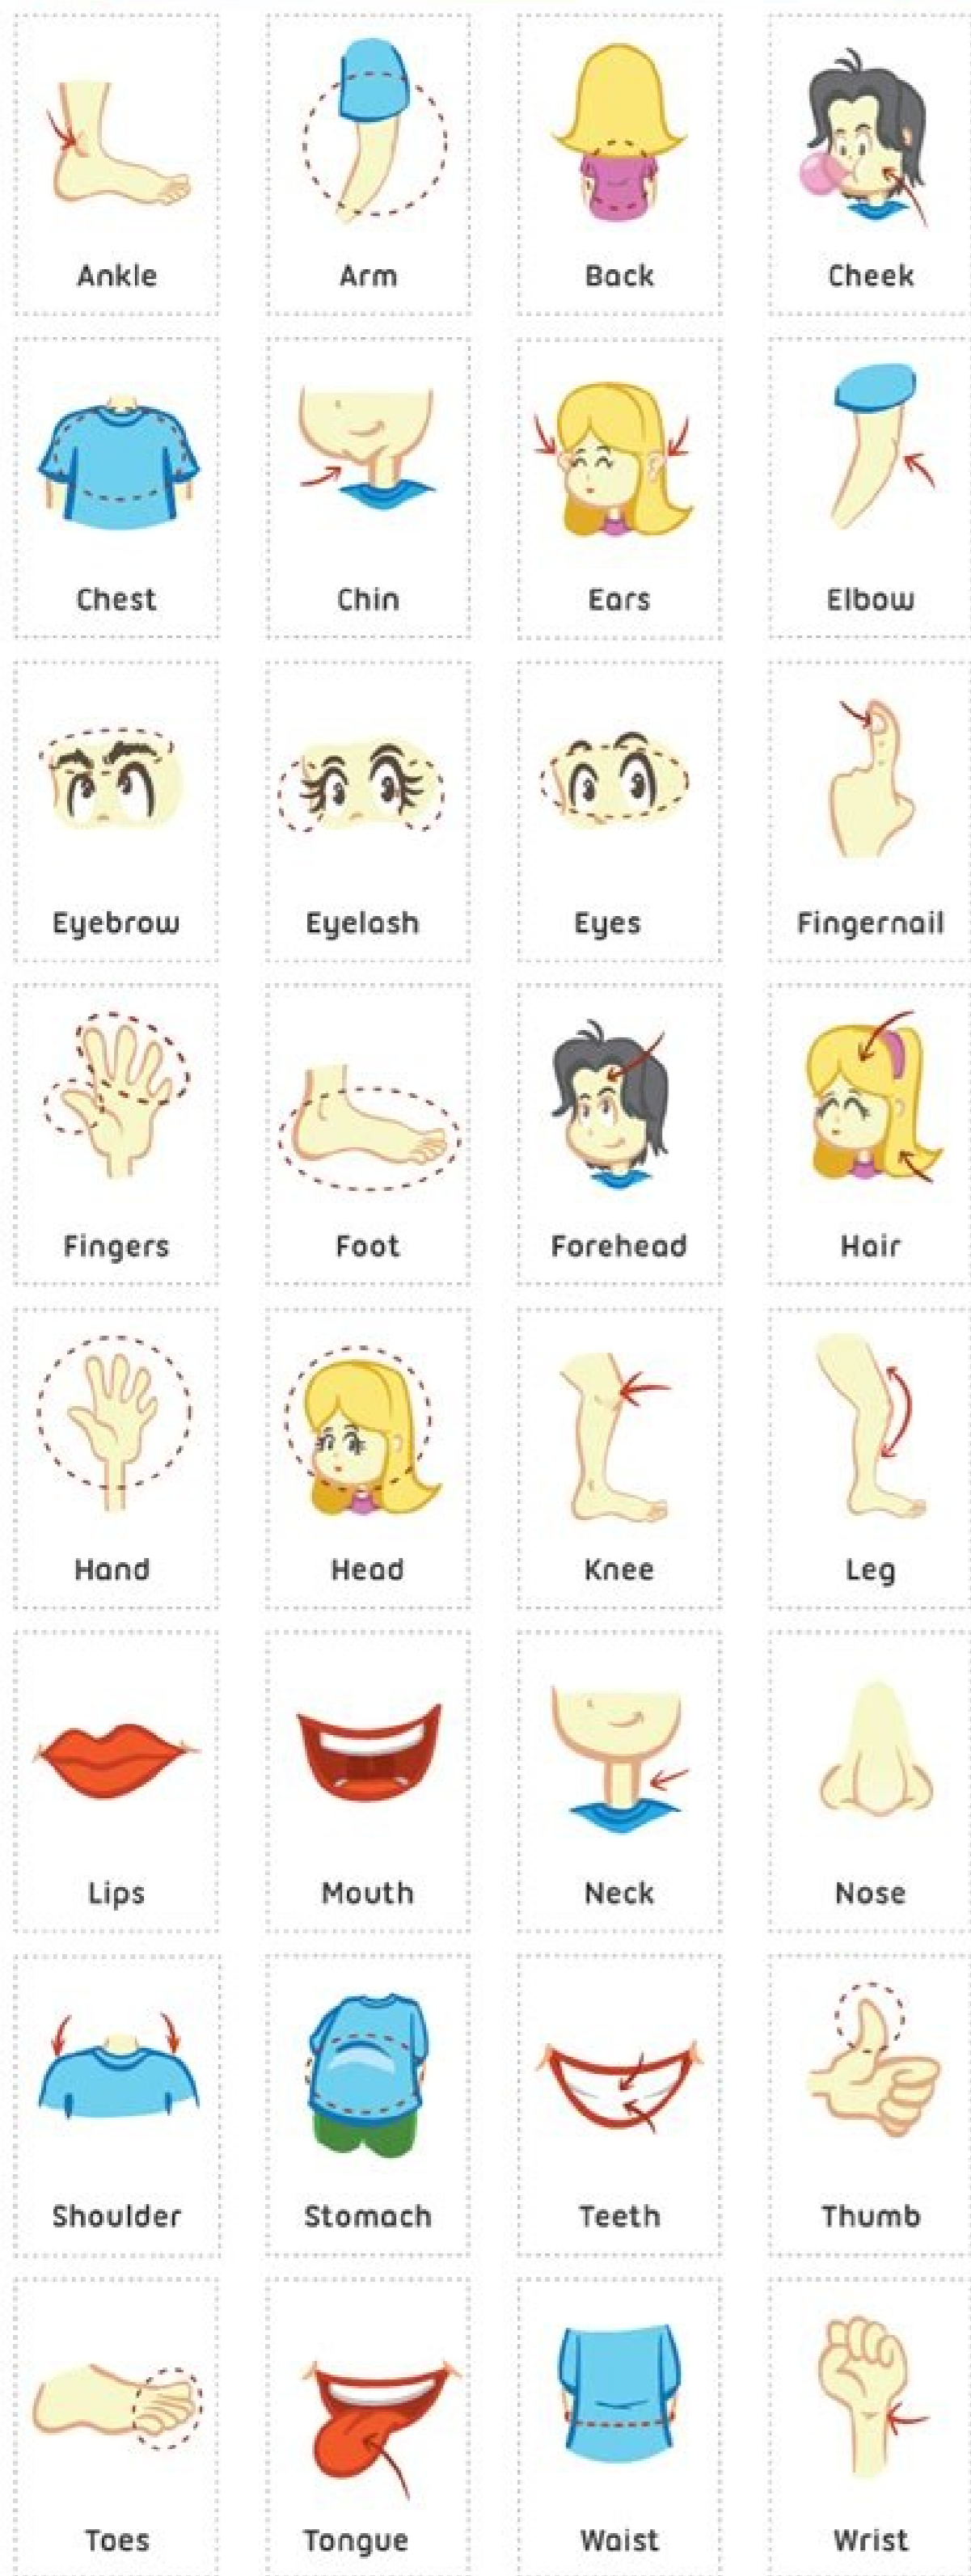 Ankle
Arm
Back
Cheek
Chest
Chin
Ears
Elbow
Eyebrow
Eyelash
Eyes
Fingernail
Fingers
Foot
Forehead
Hair
Hand
Head
Knee
Leg
Lips
Mouth
Neck
Nose
Shoulder
Stomach
Teeth
Thumb
Toes
Tongue
Waist
Wrist